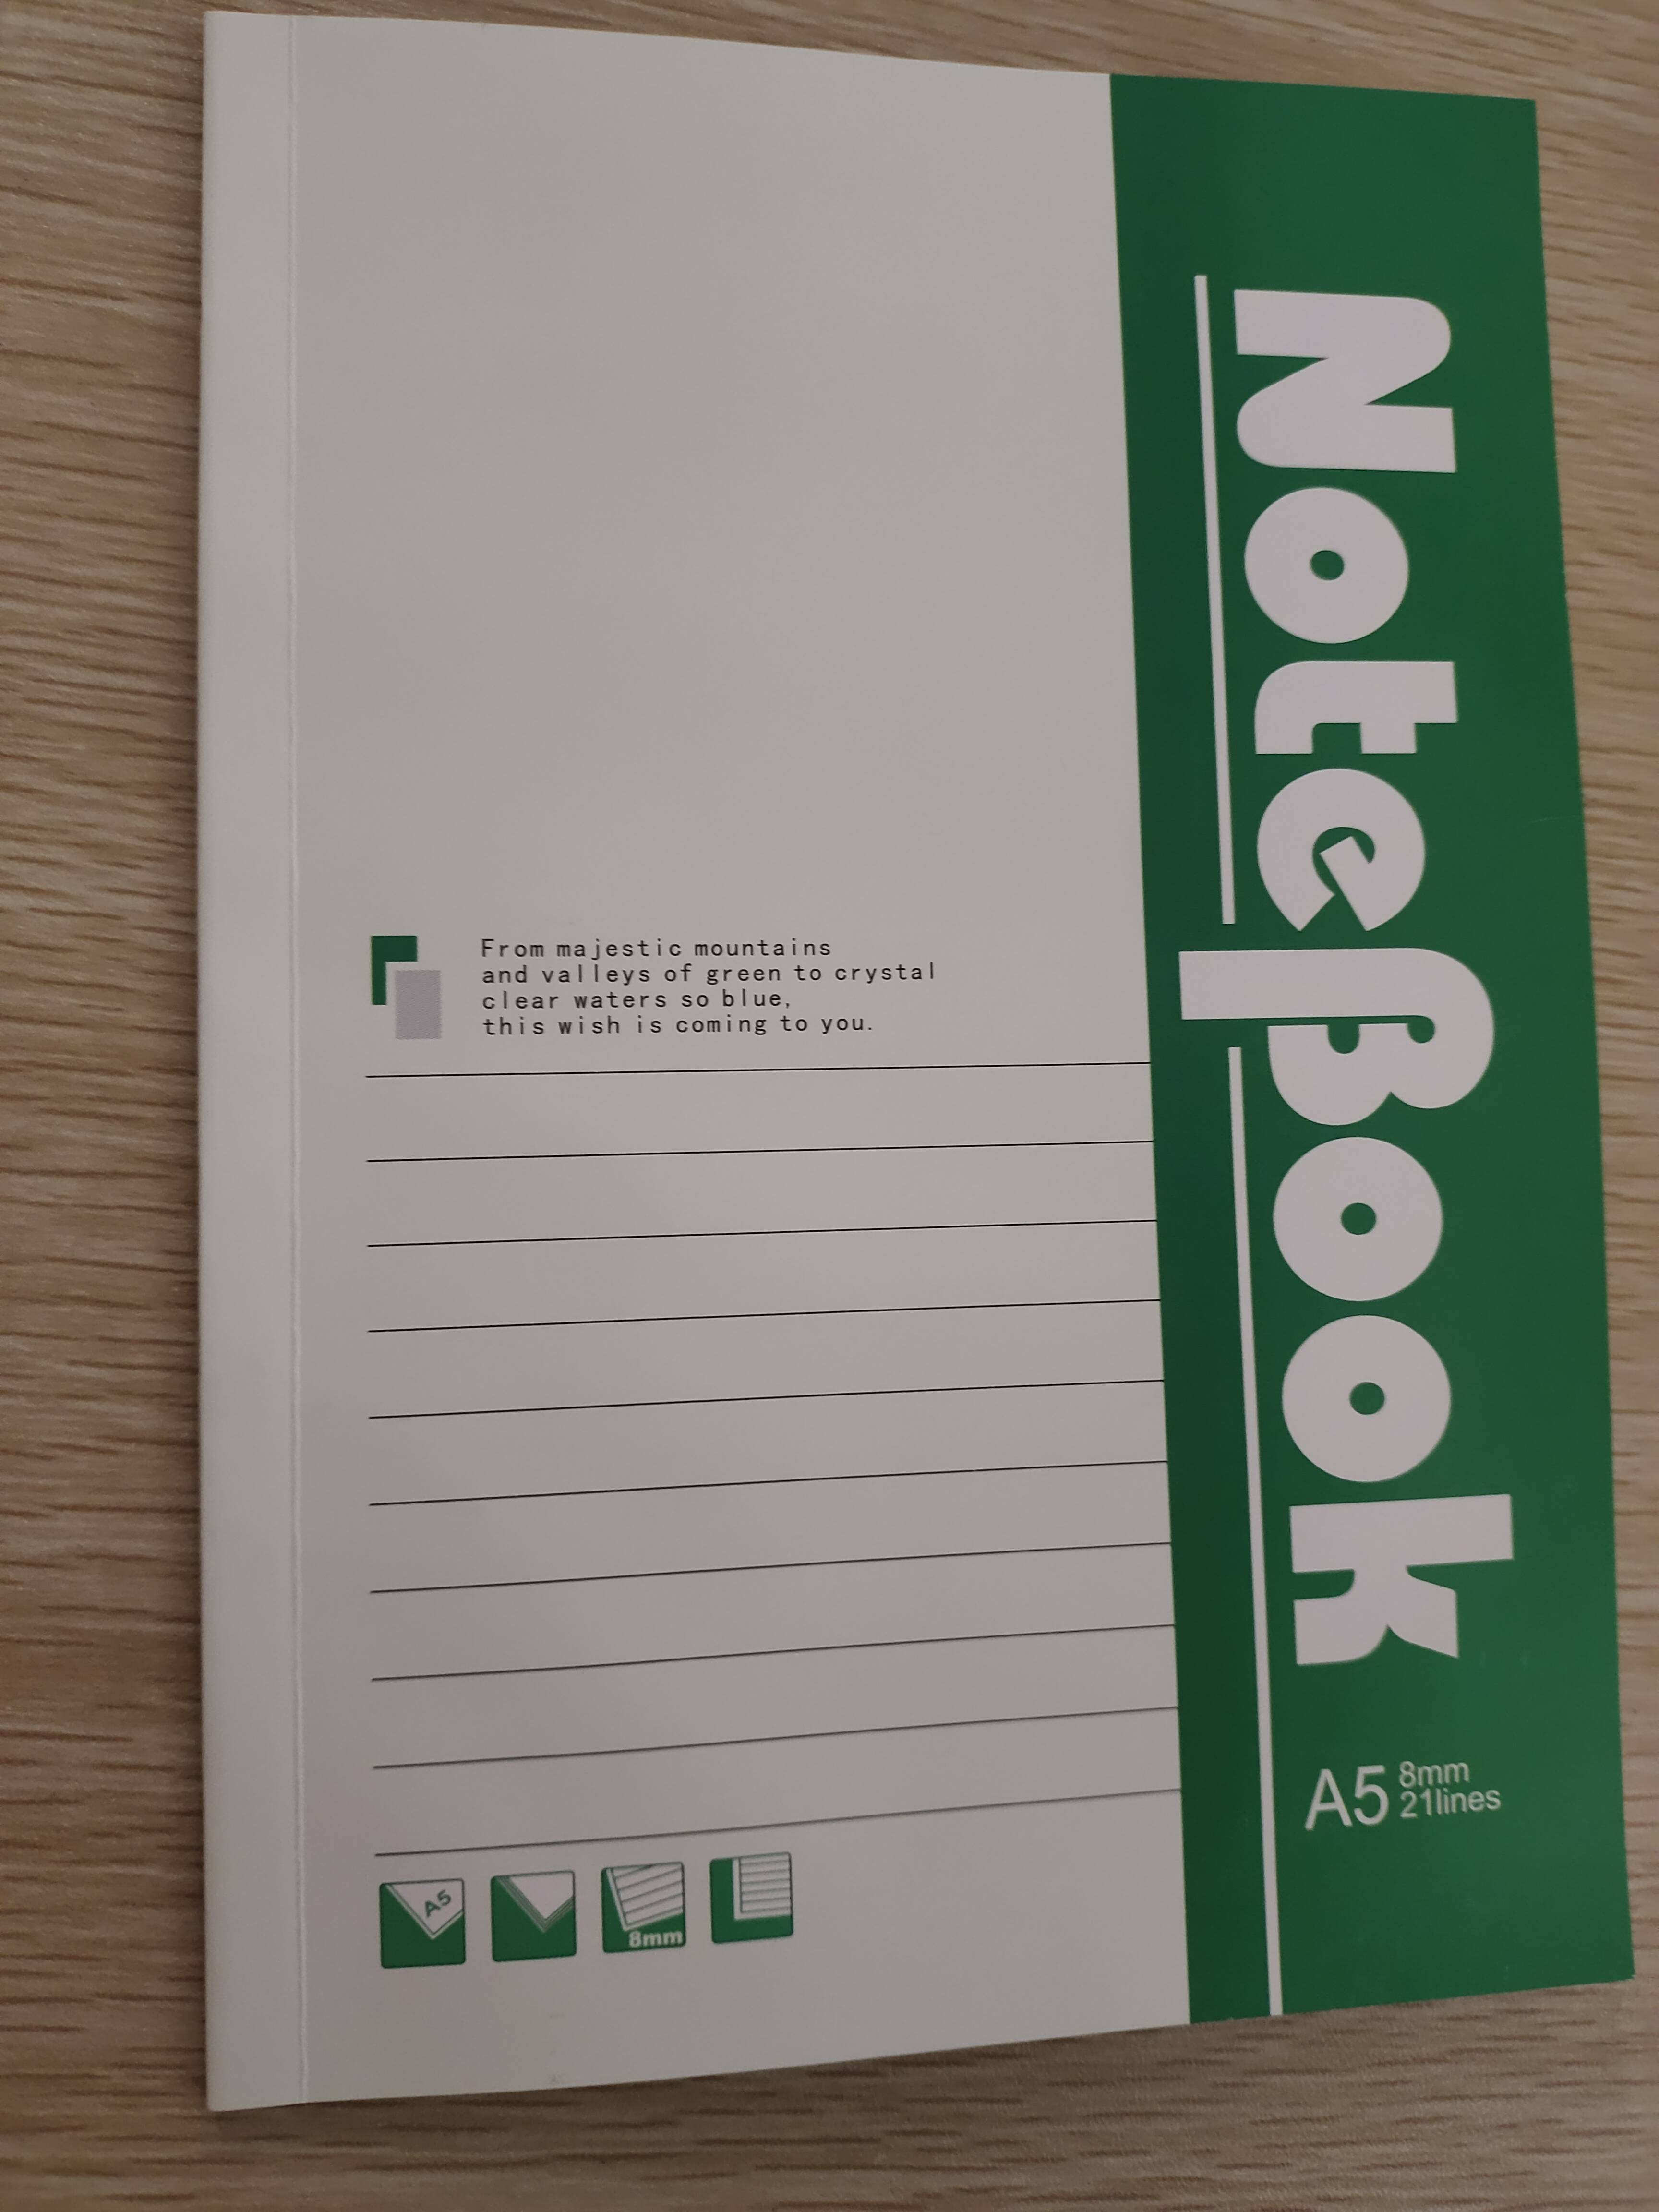 From majestic mountains
and valleys of green to crystal
clear waters so blue,
this wish is coming to you.
NoteβOok
A5
8mm
21lines
A5
8mm